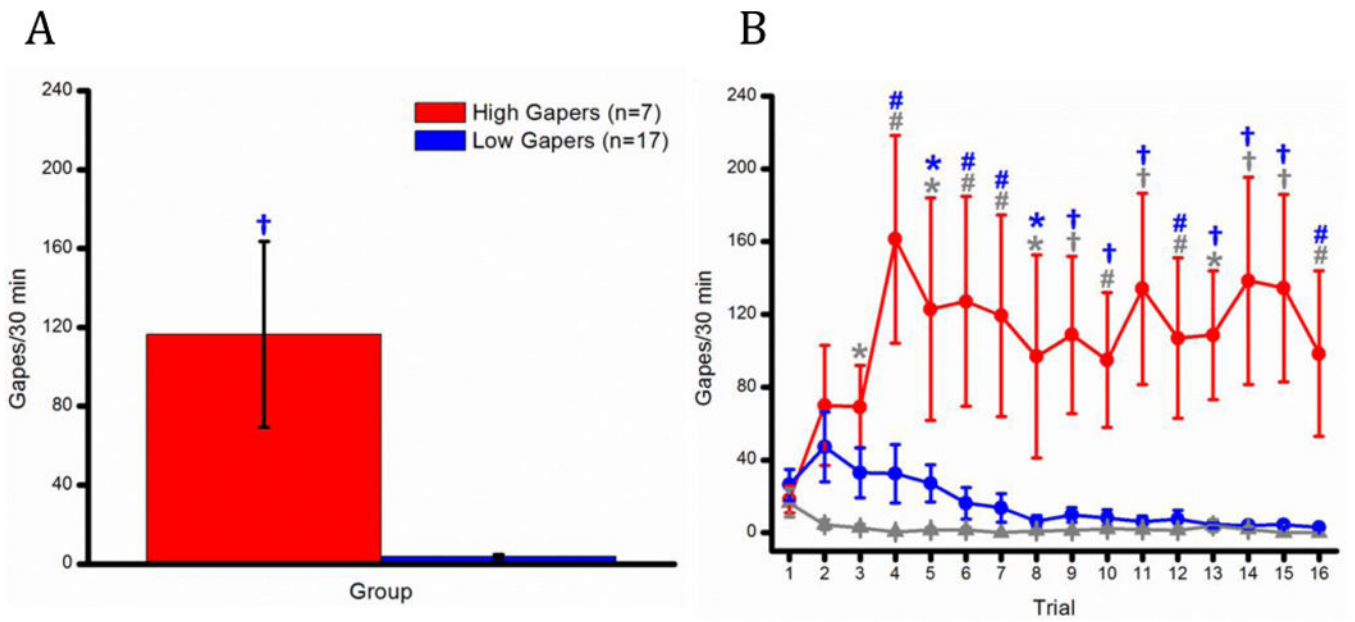 A
240
200
160
120
80
40
0
Gapes/30 min
†
High Gapers (n=7)
Low Gapers (n=17)
Group
B
240
200
160
120
80
40
0
Gapes/30 min
* # # * * # # # # * * † † † # † † # # † * † † † † # #
1 2 3 4 5 6 7 8 9 10 11 12 13 14 15 16
Trial